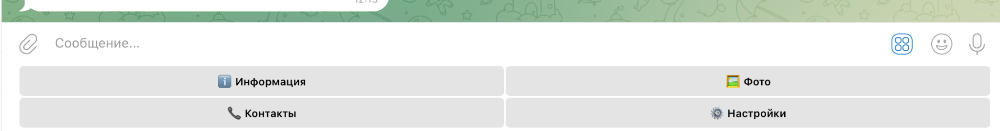 Сообщение...
Информация
Фото
Контакты
Настройки